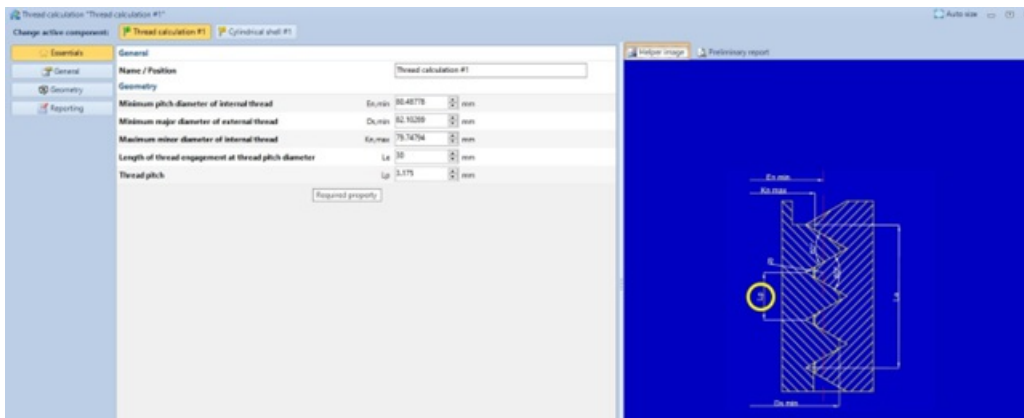 Thread calculation "Thread calculation #1"
Auto size
Change active component:
Thread calculation #1
Cylindrical shell #1
Essentials
General
Geometry
Reporting
General
Name / Position
Thread calculation #1
Geometry
Minimum pitch diameter of internal thread En,min 80.48778 mm
Minimum major diameter of external thread Ds,min 82.10289 mm
Maximum minor diameter of internal thread Kn,max 79.74794 mm
Length of thread engagement at thread pitch diameter Le 30 mm
Thread pitch Lp 3.175 mm
Required property
Helper image
Preliminary report
En min
Kn max
Lp
Le
Ds min